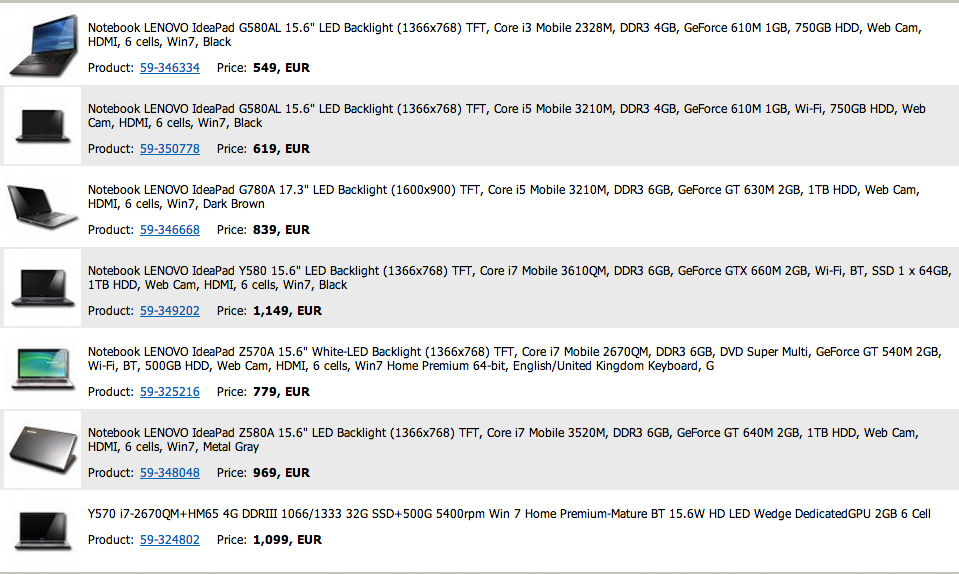 Notebook LENOVO IdeaPad G580AL 15.6" LED Backlight (1366x768) TFT, Core i3 Mobile 2328M, DDR3 4GB, GeForce 610M 1GB, 750GB HDD, Web Cam,
HDMI, 6 cells, Win7, Black
Product: 59-346334 Price: 549, EUR
Notebook LENOVO IdeaPad G580AL 15.6" LED Backlight (1366x768) TFT, Core i5 Mobile 3210M, DDR3 4GB, GeForce 610M 1GB, Wi-Fi, 750GB HDD, Web
Cam, HDMI, 6 cells, Win7, Black
Product: 59-350778 Price: 619, EUR
Notebook LENOVO IdeaPad G780A 17.3" LED Backlight (1600x900) TFT, Core i5 Mobile 3210M, DDR3 6GB, GeForce GT 630M 2GB, 1TB HDD, Web Cam,
HDMI, 6 cells, Win7, Dark Brown
Product: 59-346668 Price: 839, EUR
Notebook LENOVO IdeaPad Y580 15.6" LED Backlight (1366x768) TFT, Core i7 Mobile 3610QM, DDR3 6GB, GeForce GTX 660M 2GB, Wi-Fi, BT, SSD 1 x 64GB,
1TB HDD, Web Cam, HDMI, 6 cells, Win7, Black
Product: 59-349202 Price: 1,149, EUR
Notebook LENOVO IdeaPad Z570A 15.6" White-LED Backlight (1366x768) TFT, Core i7 Mobile 2670QM, DDR3 6GB, DVD Super Multi, GeForce GT 540M 2GB,
Wi-Fi, BT, 500GB HDD, Web Cam, HDMI, 6 cells, Win7 Home Premium 64-bit, English/United Kingdom Keyboard, G
Product: 59-325216 Price: 779, EUR
Notebook LENOVO IdeaPad Z580A 15.6" LED Backlight (1366x768) TFT, Core i7 Mobile 3520M, DDR3 6GB, GeForce GT 640M 2GB, 1TB HDD, Web Cam,
HDMI, 6 cells, Win7, Metal Gray
Product: 59-348048 Price: 969, EUR
Y570 i7-2670QM+HM65 4G DDRIII 1066/1333 32G SSD+500G 5400rpm Win 7 Home Premium-Mature BT 15.6W HD LED Wedge DedicatedGPU 2GB 6 Cell
Product: 59-324802 Price: 1,099, EUR